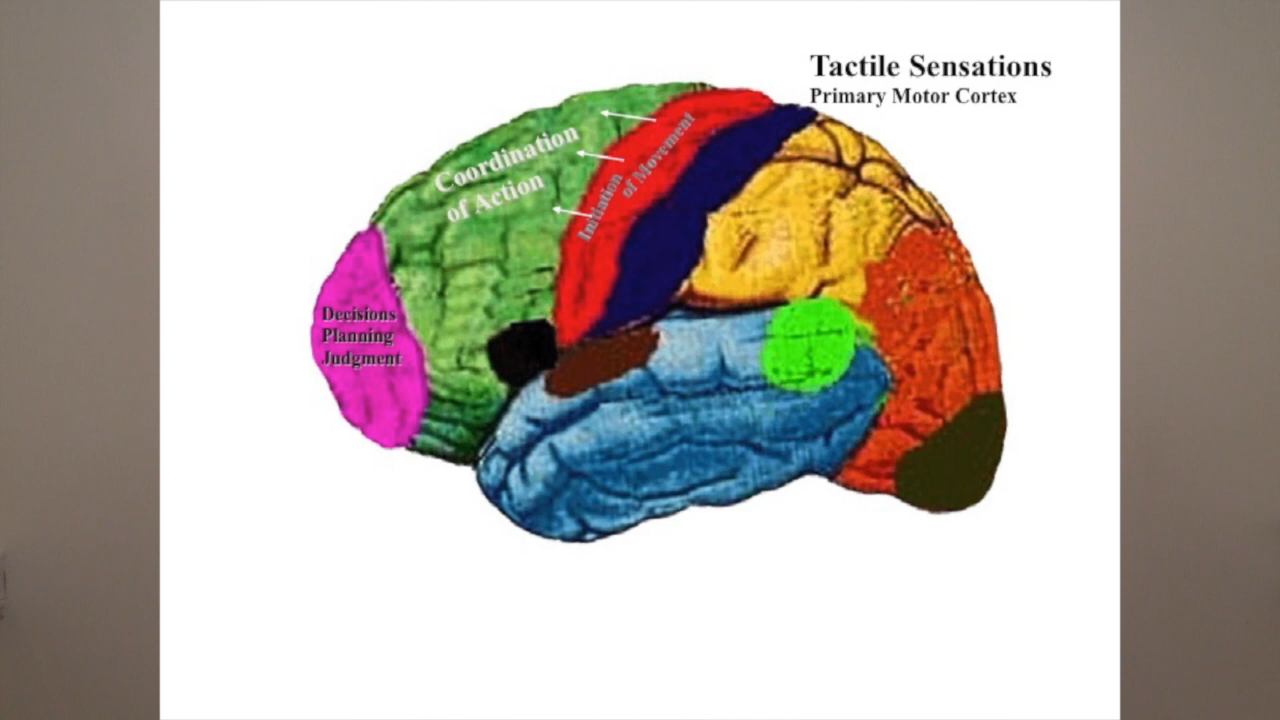 Tactile Sensations
Primary Motor Cortex
Coordination
of Action
Initiation
of Movement
Decisions
Planning
Judgment